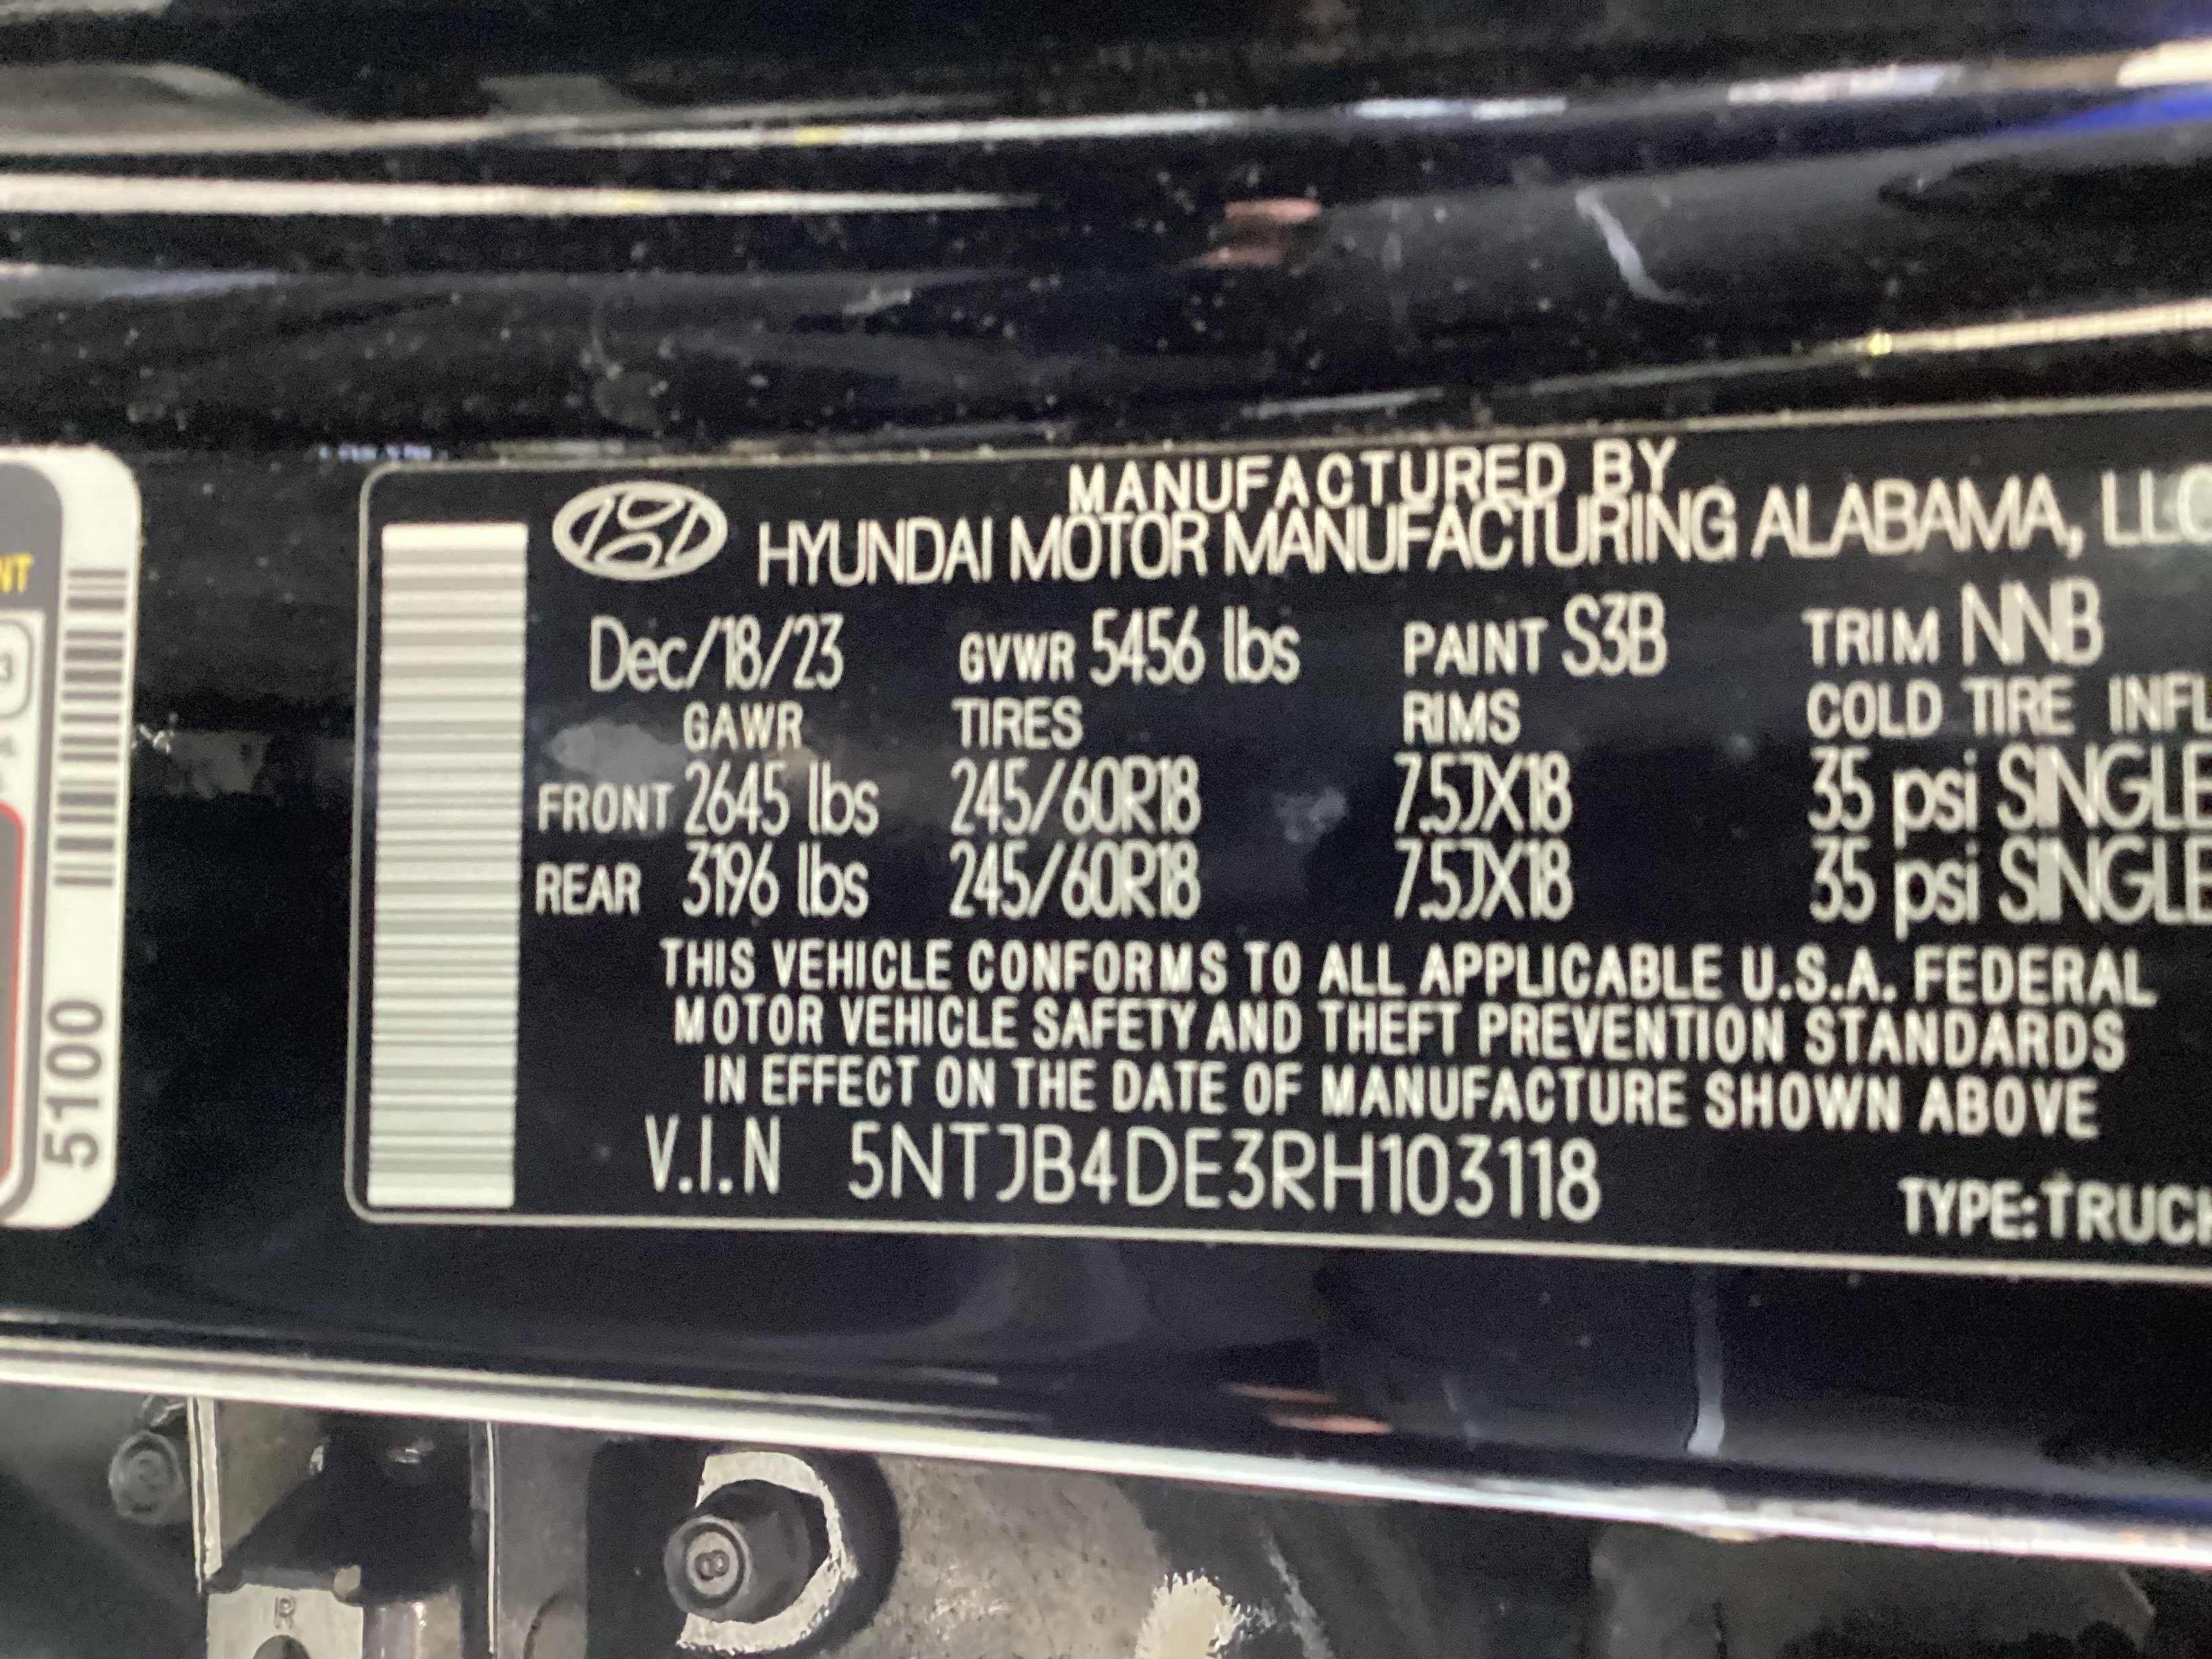 NT
5100
MANUFACTURED BY
HYUNDAI MOTOR MANUFACTURING ALABAMA, LLC
Dec/18/23 GVWR 5456 lbs PAINT S3B TRIM NNB
GAWR TIRES RIMS COLD TIRE INFL
FRONT 2645 lbs 245/60R18 7.5JX18 35 psi SINGLE
REAR 3196 lbs 245/60R18 7.5JX18 35 psi SINGLE
THIS VEHICLE CONFORMS TO ALL APPLICABLE U.S.A. FEDERAL
MOTOR VEHICLE SAFETY AND THEFT PREVENTION STANDARDS
IN EFFECT ON THE DATE OF MANUFACTURE SHOWN ABOVE
V.I.N 5NTJB4DE3RH103118
TYPE:TRUCK
8
R